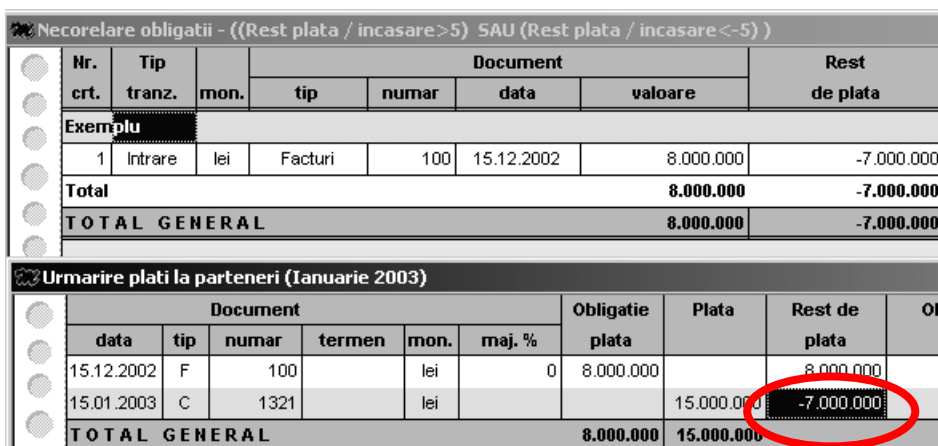 Necorelare obligatii - ((Rest plata / incasare>5) SAU (Rest plata / incasare<-5) )
Nr. Tip Document Rest
crt. tranz. mon. tip numar data valoare de plata
Exemplu
1 Intrare lei Facturi 100 15.12.2002 8.000.000 -7.000.000
Total 8.000.000 -7.000.000
TOTAL GENERAL 8.000.000 -7.000.000
Urmarire plati la parteneri (Ianuarie 2003)
Document Obligatie Plata Rest de
data tip numar termen mon. maj. % plata plata
15.12.2002 F 100 lei 0 8.000.000 8.000.000
15.01.2003 C 1321 lei 15.000.000 -7.000.000
TOTAL GENERAL 8.000.000 15.000.000